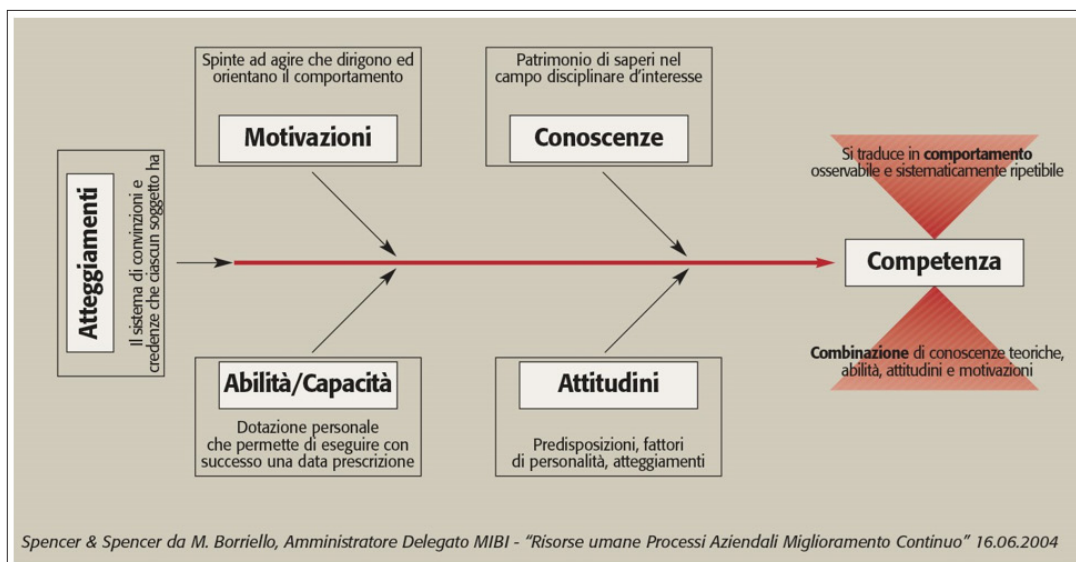 Spinte ad agire che dirigono ed
orientano il comportamento
Motivazioni
Patrimonio di saperi nel
campo disciplinare d'interesse
Conoscenze
Atteggiamenti
Il sistema di convinzioni e
credenze che ciascun soggetto ha
Si traduce in comportamento
osservabile e sistematicamente ripetibile
Competenza
Combinazione di conoscenze teoriche,
abilità, attitudini e motivazioni
Abilità/Capacità
Dotazione personale
che permette di eseguire con
successo una data prescrizione
Attitudini
Predisposizioni, fattori
di personalità, atteggiamenti
Spencer & Spencer da M. Borriello, Amministratore Delegato MIBI - “Risorse umane Processi Aziendali Miglioramento Continuo” 16.06.2004